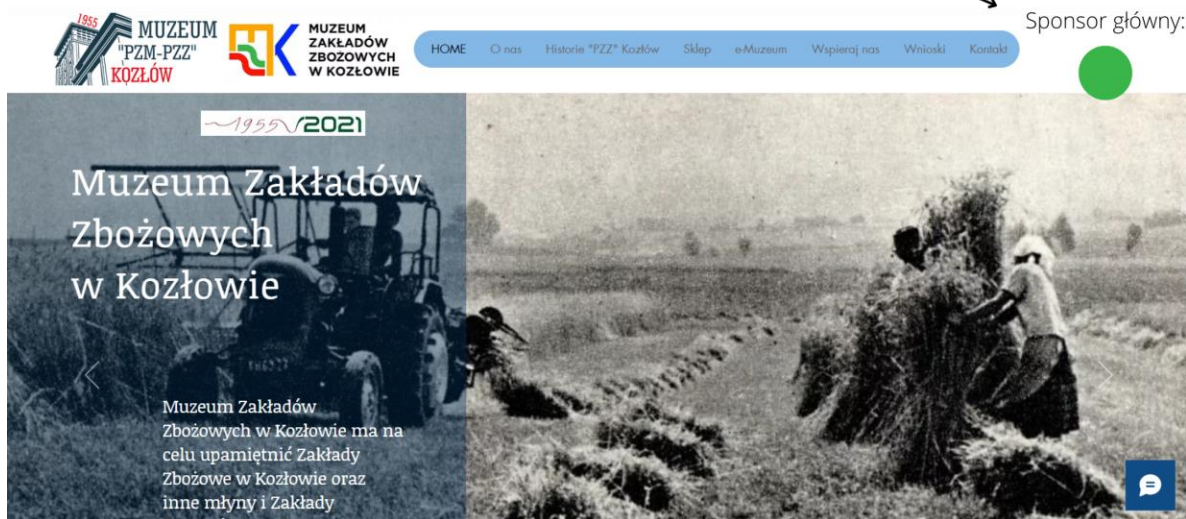 1955
MUZEUM
"PZM-PZZ"
KOZŁÓW
MUZEUM
ZAKŁADÓW
ZBOŻOWYCH
W KOZŁOWIE
HOME O nas Historie "PZZ" Kozłów Sklep e-Muzeum Wspieraj nas Wnioski Kontakt
Sponsor główny:
1955 2021
Muzeum Zakładów
Zbożowych
w Kozłowie
Muzeum Zakładów
Zbożowych w Kozłowie ma na
celu upamiętnić Zakłady
Zbożowe w Kozłowie oraz
inne młyny i Zakłady